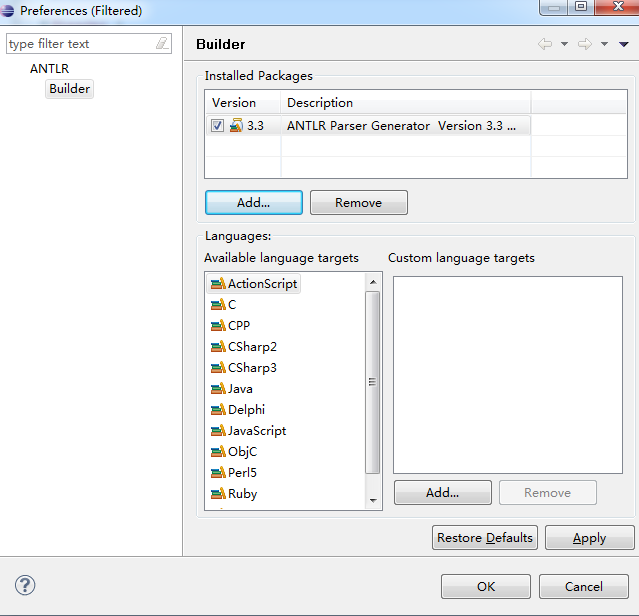 Preferences (Filtered)
type filter text
ANTLR
Builder
Builder
Installed Packages
Version Description
3.3 ANTLR Parser Generator Version 3.3 ...
Add... Remove
Languages:
Available language targets Custom language targets
ActionScript
C
CPP
CSharp2
CSharp3
Java
Delphi
JavaScript
ObjC
Perl5
Ruby
Add... Remove
Restore Defaults Apply
? OK Cancel